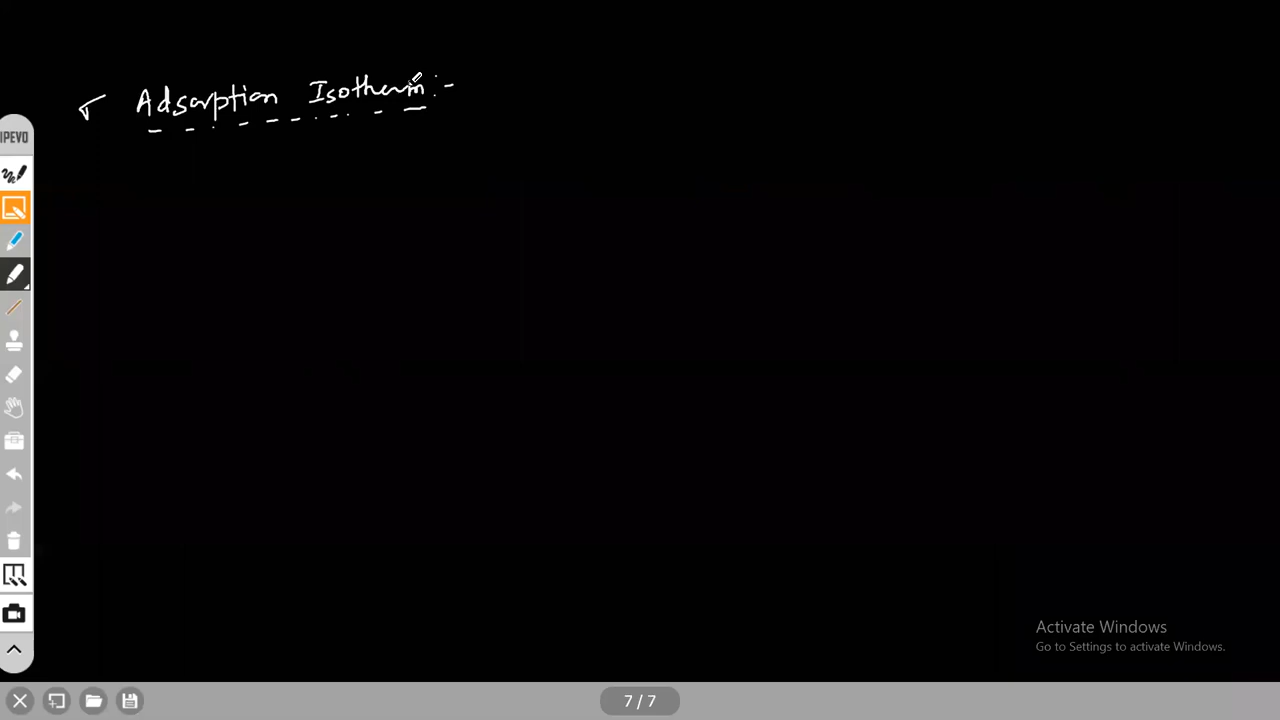 Adsorption Isotherm :-
IPEVO
Activate Windows
Go to Settings to activate Windows.
7 / 7